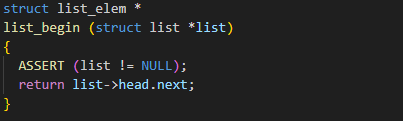 struct list_elem *
list_begin (struct list *list)
{
  ASSERT (list != NULL);
  return list->head.next;
}